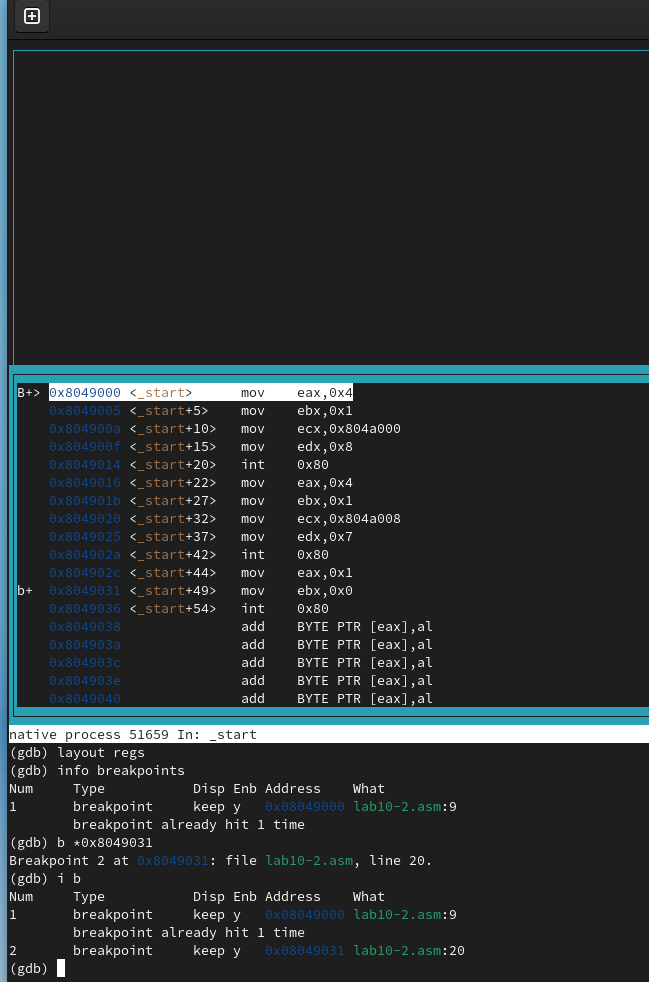 B+> 0x8049000 <_start>      mov    eax,0x4
    0x8049005 <_start+5>    mov    ebx,0x1
    0x804900a <_start+10>   mov    ecx,0x804a000
    0x804900f <_start+15>   mov    edx,0x8
    0x8049014 <_start+20>   int    0x80
    0x8049016 <_start+22>   mov    eax,0x4
    0x804901b <_start+27>   mov    ebx,0x1
    0x8049020 <_start+32>   mov    ecx,0x804a008
    0x8049025 <_start+37>   mov    edx,0x7
    0x804902a <_start+42>   int    0x80
    0x804902c <_start+44>   mov    eax,0x1
b+  0x8049031 <_start+49>   mov    ebx,0x0
    0x8049036 <_start+54>   int    0x80
    0x8049038               add    BYTE PTR [eax],al
    0x804903a               add    BYTE PTR [eax],al
    0x804903c               add    BYTE PTR [eax],al
    0x804903e               add    BYTE PTR [eax],al
    0x8049040               add    BYTE PTR [eax],al
native process 51659 In: _start
(gdb) layout regs
(gdb) info breakpoints
Num     Type           Disp Enb Address    What
1       breakpoint     keep y   0x08049000 lab10-2.asm:9
        breakpoint already hit 1 time
(gdb) b *0x8049031
Breakpoint 2 at 0x8049031: file lab10-2.asm, line 20.
(gdb) i b
Num     Type           Disp Enb Address    What
1       breakpoint     keep y   0x08049000 lab10-2.asm:9
        breakpoint already hit 1 time
2       breakpoint     keep y   0x08049031 lab10-2.asm:20
(gdb)